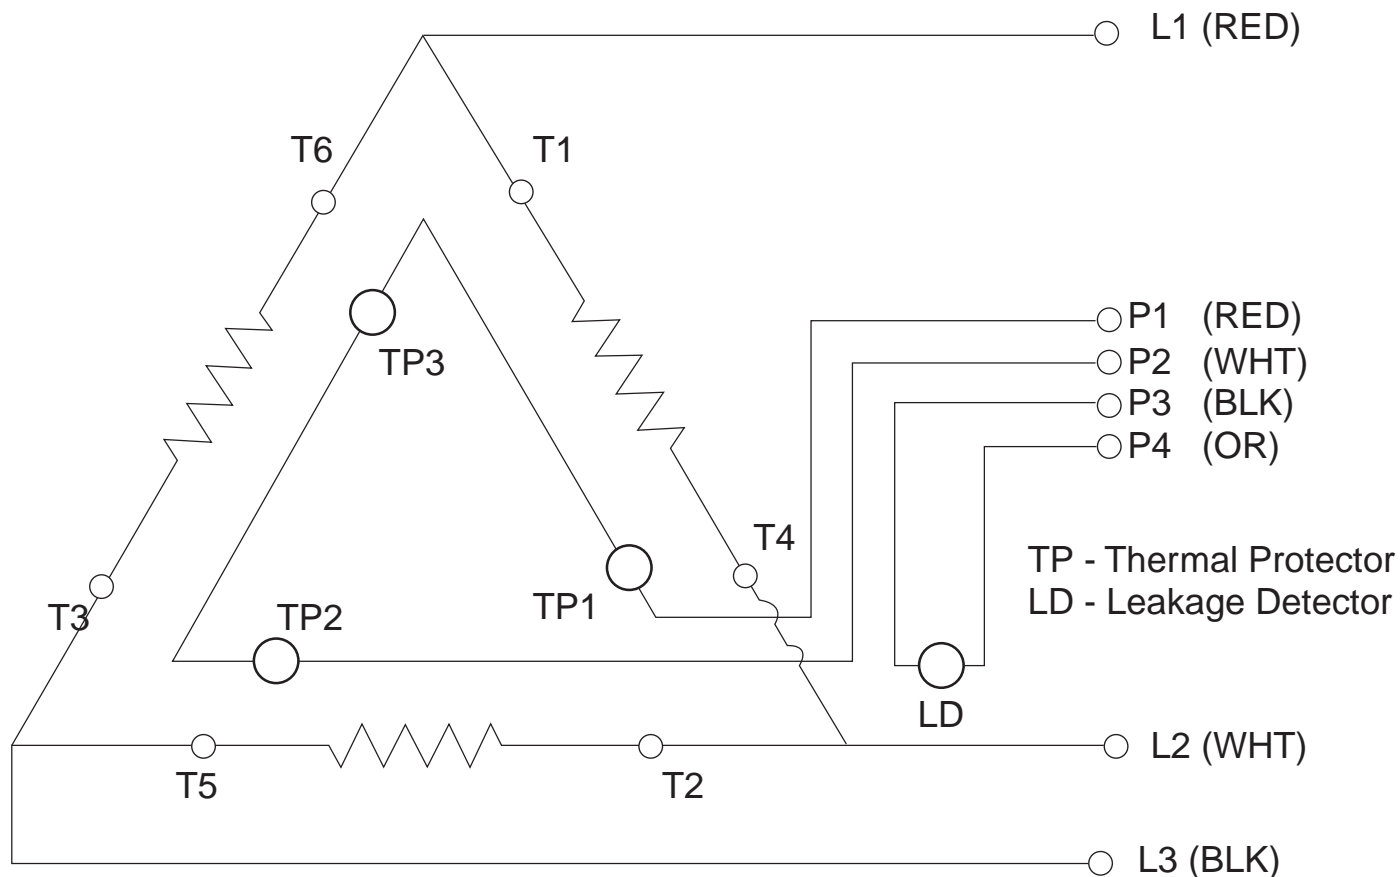 L1 (RED)
T6
T1
P1 (RED)
TP3
P2 (WHT)
P3 (BLK)
P4 (OR)
T4
TP - Thermal Protector
T3
TP2
TP1
LD - Leakage Detector
LD
L2 (WHT)
T5
T2
L3 (BLK)